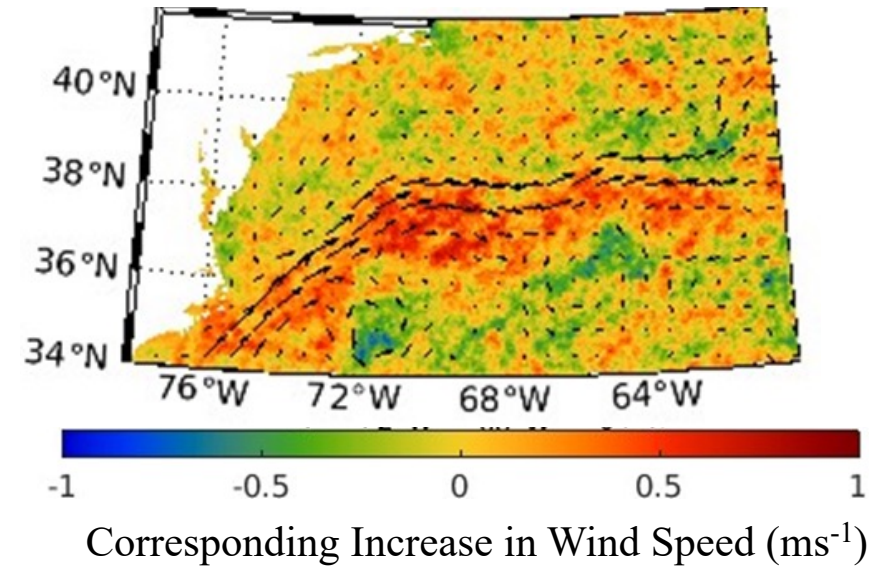 40°N
38°N
36°N
34°N
76°W 72°W 68°W 64°W
-1 -0.5 0 0.5 1
Corresponding Increase in Wind Speed (ms-1)